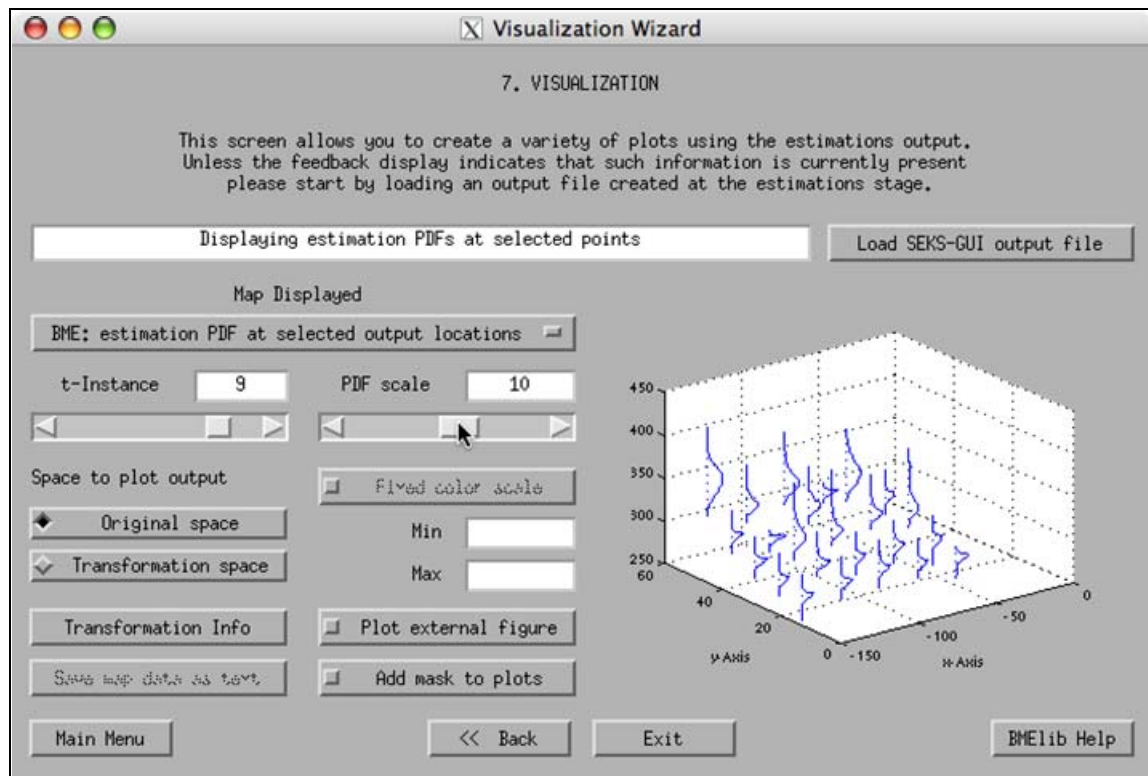 X Visualization Wizard
7. VISUALIZATION
This screen allows you to create a variety of plots using the estimations output.
Unless the feedback display indicates that such information is currently present
please start by loading an output file created at the estimations stage.
Displaying estimation PDFs at selected points
Load SEKS-GUI output file
Map Displayed
BME: estimation PDF at selected output locations
t-Instance 9
PDF scale 10
Space to plot output
Original space
Transformation space
Fixed color scale
Min
Max
Transformation Info
Save map data as text
Plot external figure
Add mask to plots
450
400
350
300
250
60
40
20
0
-150
-100
-50
0
y-Axis
x-Axis
Main Menu
<< Back
Exit
BMElib Help